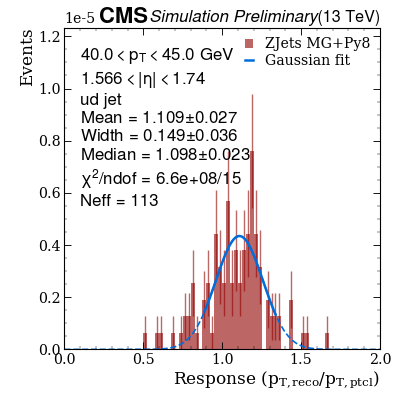 1e-5 CMS Simulation Preliminary (13 TeV)
Events
40.0 < p_T < 45.0 GeV
1.566 < |η| < 1.74
ud jet
Mean = 1.109±0.027
Width = 0.149±0.036
Median = 1.098±0.023
χ²/ndof = 6.6e+08/15
Neff = 113
ZJets MG+Py8
Gaussian fit
1.2
1.0
0.8
0.6
0.4
0.2
0.0
0.0 0.5 1.0 1.5 2.0
Response (p_T,reco/p_T,ptcl)